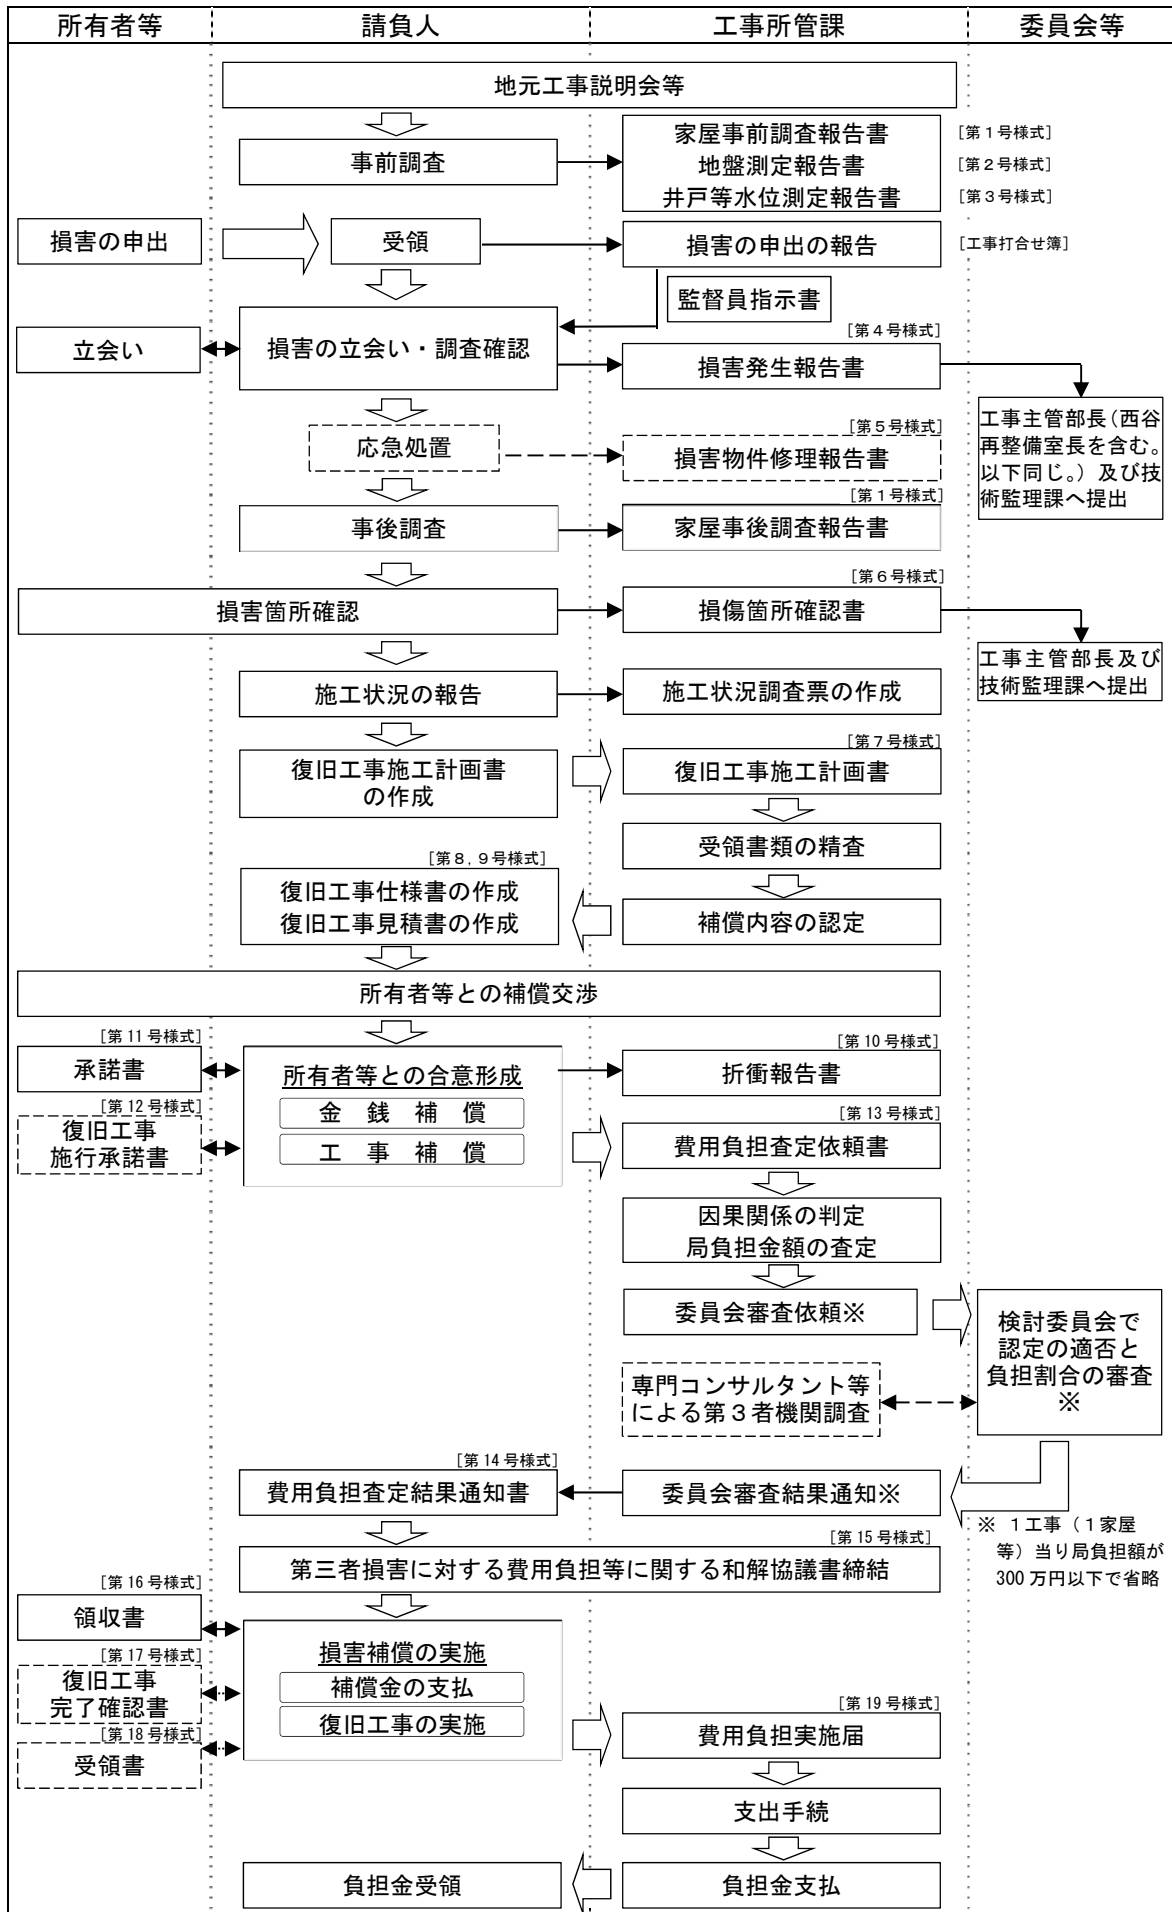 所有者等
請負人
工事所管課
委員会等
地元工事説明会等
事前調査
家屋事前調査報告書
[第1号様式]
地盤測定報告書
[第2号様式]
井戸等水位測定報告書
[第3号様式]
損害の申出
受領
損害の申出の報告
[工事打合せ簿]
監督員指示書
立会い
損害の立会い・調査確認
[第4号様式]
損害発生報告書
工事主管部長(西谷
再整備室長を含む。
以下同じ。)及び技
術監理課へ提出
応急処置
[第5号様式]
損害物件修理報告書
事後調査
[第1号様式]
家屋事後調査報告書
損害箇所確認
[第6号様式]
損傷箇所確認書
工事主管部長及び
技術監理課へ提出
施工状況の報告
施工状況調査票の作成
復旧工事施工計画書
の作成
[第7号様式]
復旧工事施工計画書
受領書類の精査
[第8,9号様式]
復旧工事仕様書の作成
復旧工事見積書の作成
補償内容の認定
所有者等との補償交渉
[第11号様式]
承諾書
所有者等との合意形成
[第10号様式]
折衝報告書
[第12号様式]
復旧工事
施行承諾書
金 銭 補 償
工 事 補 償
[第13号様式]
費用負担査定依頼書
因果関係の判定
局負担金額の査定
委員会審査依頼※
検討委員会で
認定の適否と
負担割合の審査
※
専門コンサルタント等
による第3者機関調査
[第14号様式]
費用負担査定結果通知書
委員会審査結果通知※
※ 1工事(1家屋
等)当り局負担額が
300万円以下で省略
[第15号様式]
第三者損害に対する費用負担等に関する和解協議書締結
[第16号様式]
領収書
損害補償の実施
補償金の支払
復旧工事の実施
[第17号様式]
復旧工事
完了確認書
[第18号様式]
受領書
[第19号様式]
費用負担実施届
支出手続
負担金受領
負担金支払